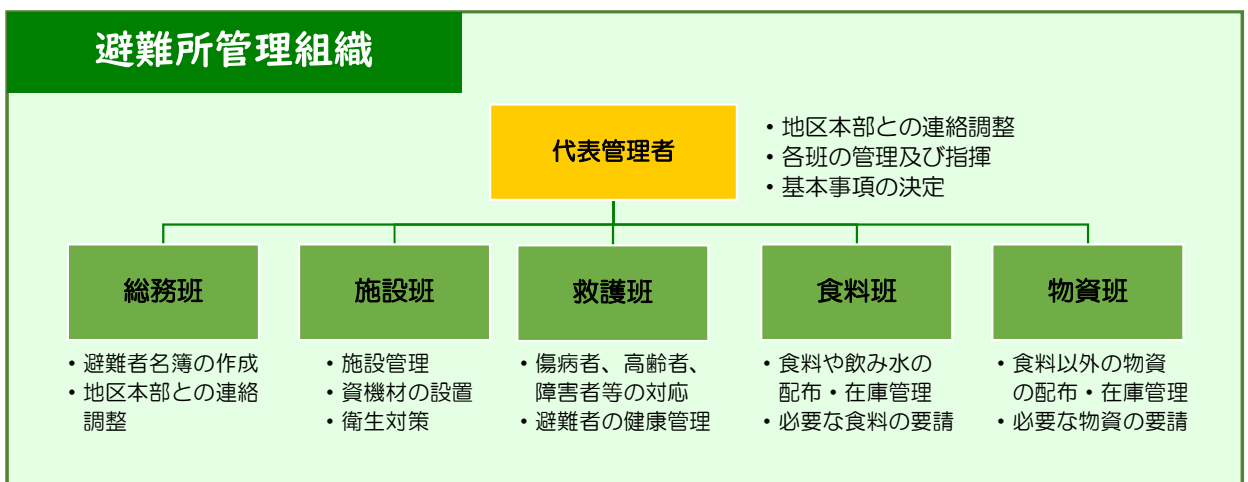 避難所管理組織
代表管理者
・地区本部との連絡調整
・各班の管理及び指揮
・基本事項の決定
総務班
・避難者名簿の作成
・地区本部との連絡
調整
施設班
・施設管理
・資機材の設置
・衛生対策
救護班
・傷病者、高齢者、
障害者等の対応
・避難者の健康管理
食料班
・食料や飲み水の
配布・在庫管理
・必要な食料の要請
物資班
・食料以外の物資
の配布・在庫管理
・必要な物資の要請